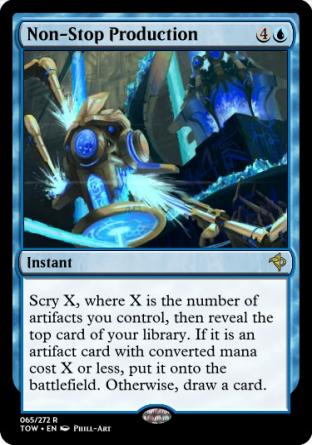 Non-Stop Production 4
Instant
Scry X, where X is the number of
artifacts you control, then reveal the
top card of your library. If it is an
artifact card with converted mana
cost X or less, put it onto the
battlefield. Otherwise, draw a card.
065/272 R
TOW • EN Phill-Art